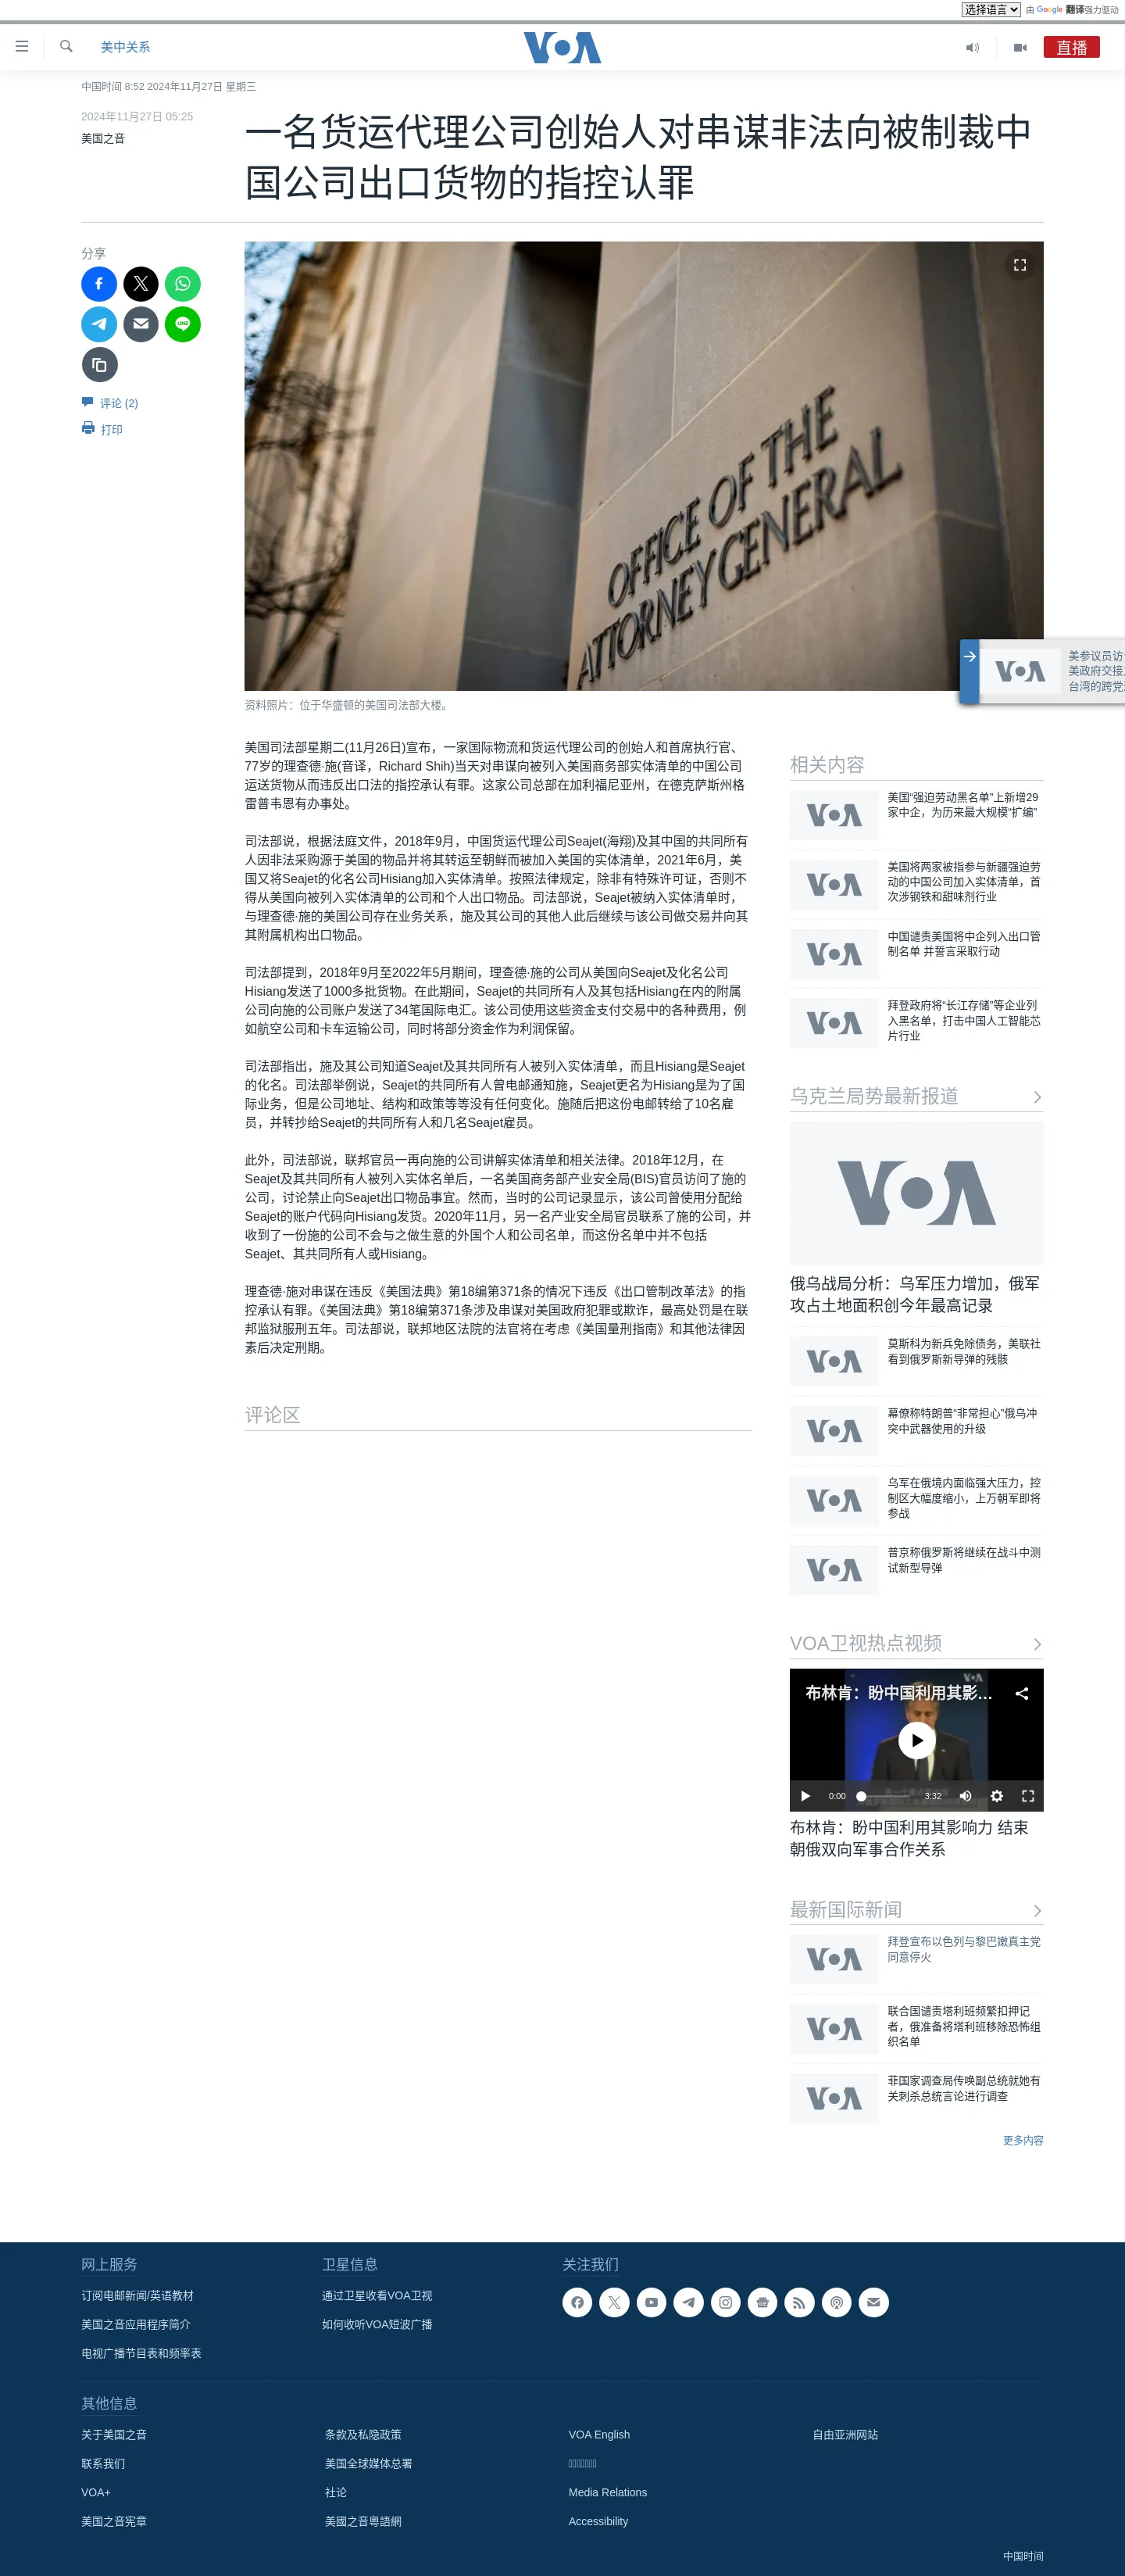 选择语言 由 Google 翻译强力驱动
美中关系
VOA
直播
中国时间 8:52 2024年11月27日 星期三
2024年11月27日 05:25
美国之音
一名货运代理公司创始人对串谋非法向被制裁中
国公司出口货物的指控认罪
分享
LINE
评论 (2)
打印
OFFICE OF THE
ATTORNEY GENERAL
资料照片：位于华盛顿的美国司法部大楼。
VOA
美参议员访
美政府交接
台湾的跨党
美国司法部星期二(11月26日)宣布，一家国际物流和货运代理公司的创始人和首席执行官、
77岁的理查德·施(音译，Richard Shih)当天对串谋向被列入美国商务部实体清单的中国公司
运送货物从而违反出口法的指控承认有罪。这家公司总部在加利福尼亚州，在德克萨斯州格
雷普韦恩有办事处。
司法部说，根据法庭文件，2018年9月，中国货运代理公司Seajet(海翔)及其中国的共同所有
人因非法采购源于美国的物品并将其转运至朝鲜而被加入美国的实体清单，2021年6月，美
国又将Seajet的化名公司Hisiang加入实体清单。按照法律规定，除非有特殊许可证，否则不
得从美国向被列入实体清单的公司和个人出口物品。司法部说，Seajet被纳入实体清单时，
与理查德·施的美国公司存在业务关系，施及其公司的其他人此后继续与该公司做交易并向其
其附属机构出口物品。
司法部提到，2018年9月至2022年5月期间，理查德·施的公司从美国向Seajet及化名公司
Hisiang发送了1000多批货物。在此期间，Seajet的共同所有人及其包括Hisiang在内的附属
公司向施的公司账户发送了34笔国际电汇。该公司使用这些资金支付交易中的各种费用，例
如航空公司和卡车运输公司，同时将部分资金作为利润保留。
司法部指出，施及其公司知道Seajet及其共同所有人被列入实体清单，而且Hisiang是Seajet
的化名。司法部举例说，Seajet的共同所有人曾电邮通知施，Seajet更名为Hisiang是为了国
际业务，但是公司地址、结构和政策等等没有任何变化。施随后把这份电邮转给了10名雇
员，并转抄给Seajet的共同所有人和几名Seajet雇员。
此外，司法部说，联邦官员一再向施的公司讲解实体清单和相关法律。2018年12月，在
Seajet及其共同所有人被列入实体名单后，一名美国商务部产业安全局(BIS)官员访问了施的
公司，讨论禁止向Seajet出口物品事宜。然而，当时的公司记录显示，该公司曾使用分配给
Seajet的账户代码向Hisiang发货。2020年11月，另一名产业安全局官员联系了施的公司，并
收到了一份施的公司不会与之做生意的外国个人和公司名单，而这份名单中并不包括
Seajet、其共同所有人或Hisiang。
理查德·施对串谋在违反《美国法典》第18编第371条的情况下违反《出口管制改革法》的指
控承认有罪。《美国法典》第18编第371条涉及串谋对美国政府犯罪或欺诈，最高处罚是在联
邦监狱服刑五年。司法部说，联邦地区法院的法官将在考虑《美国量刑指南》和其他法律因
素后决定刑期。
评论区
相关内容
VOA
美国“强迫劳动黑名单”上新增29
家中企，为历来最大规模“扩编”
VOA
美国将两家被指参与新疆强迫劳
动的中国公司加入实体清单，首
次涉钢铁和甜味剂行业
VOA
中国谴责美国将中企列入出口管
制名单 并誓言采取行动
VOA
拜登政府将“长江存储”等企业列
入黑名单，打击中国人工智能芯
片行业
乌克兰局势最新报道
VOA
俄乌战局分析：乌军压力增加，俄军
攻占土地面积创今年最高记录
VOA
莫斯科为新兵免除债务，美联社
看到俄罗斯新导弹的残骸
VOA
幕僚称特朗普“非常担心”俄乌冲
突中武器使用的升级
VOA
乌军在俄境内面临强大压力，控
制区大幅度缩小，上万朝军即将
参战
VOA
普京称俄罗斯将继续在战斗中测
试新型导弹
VOA卫视热点视频
VOA
布林肯：盼中国利用其影...
0:00
3:32
布林肯：盼中国利用其影响力 结束
朝俄双向军事合作关系
最新国际新闻
VOA
拜登宣布以色列与黎巴嫩真主党
同意停火
VOA
联合国谴责塔利班频繁扣押记
者，俄准备将塔利班移除恐怖组
织名单
VOA
菲国家调查局传唤副总统就她有
关刺杀总统言论进行调查
更多内容
网上服务
订阅电邮新闻/英语教材
美国之音应用程序简介
电视广播节目表和频率表
卫星信息
通过卫星收看VOA卫视
如何收听VOA短波广播
关注我们
其他信息
关于美国之音
条款及私隐政策
VOA English
自由亚洲网站
联系我们
美国全球媒体总署
VOA+
社论
Media Relations
美国之音宪章
美國之音粵語網
Accessibility
中国时间